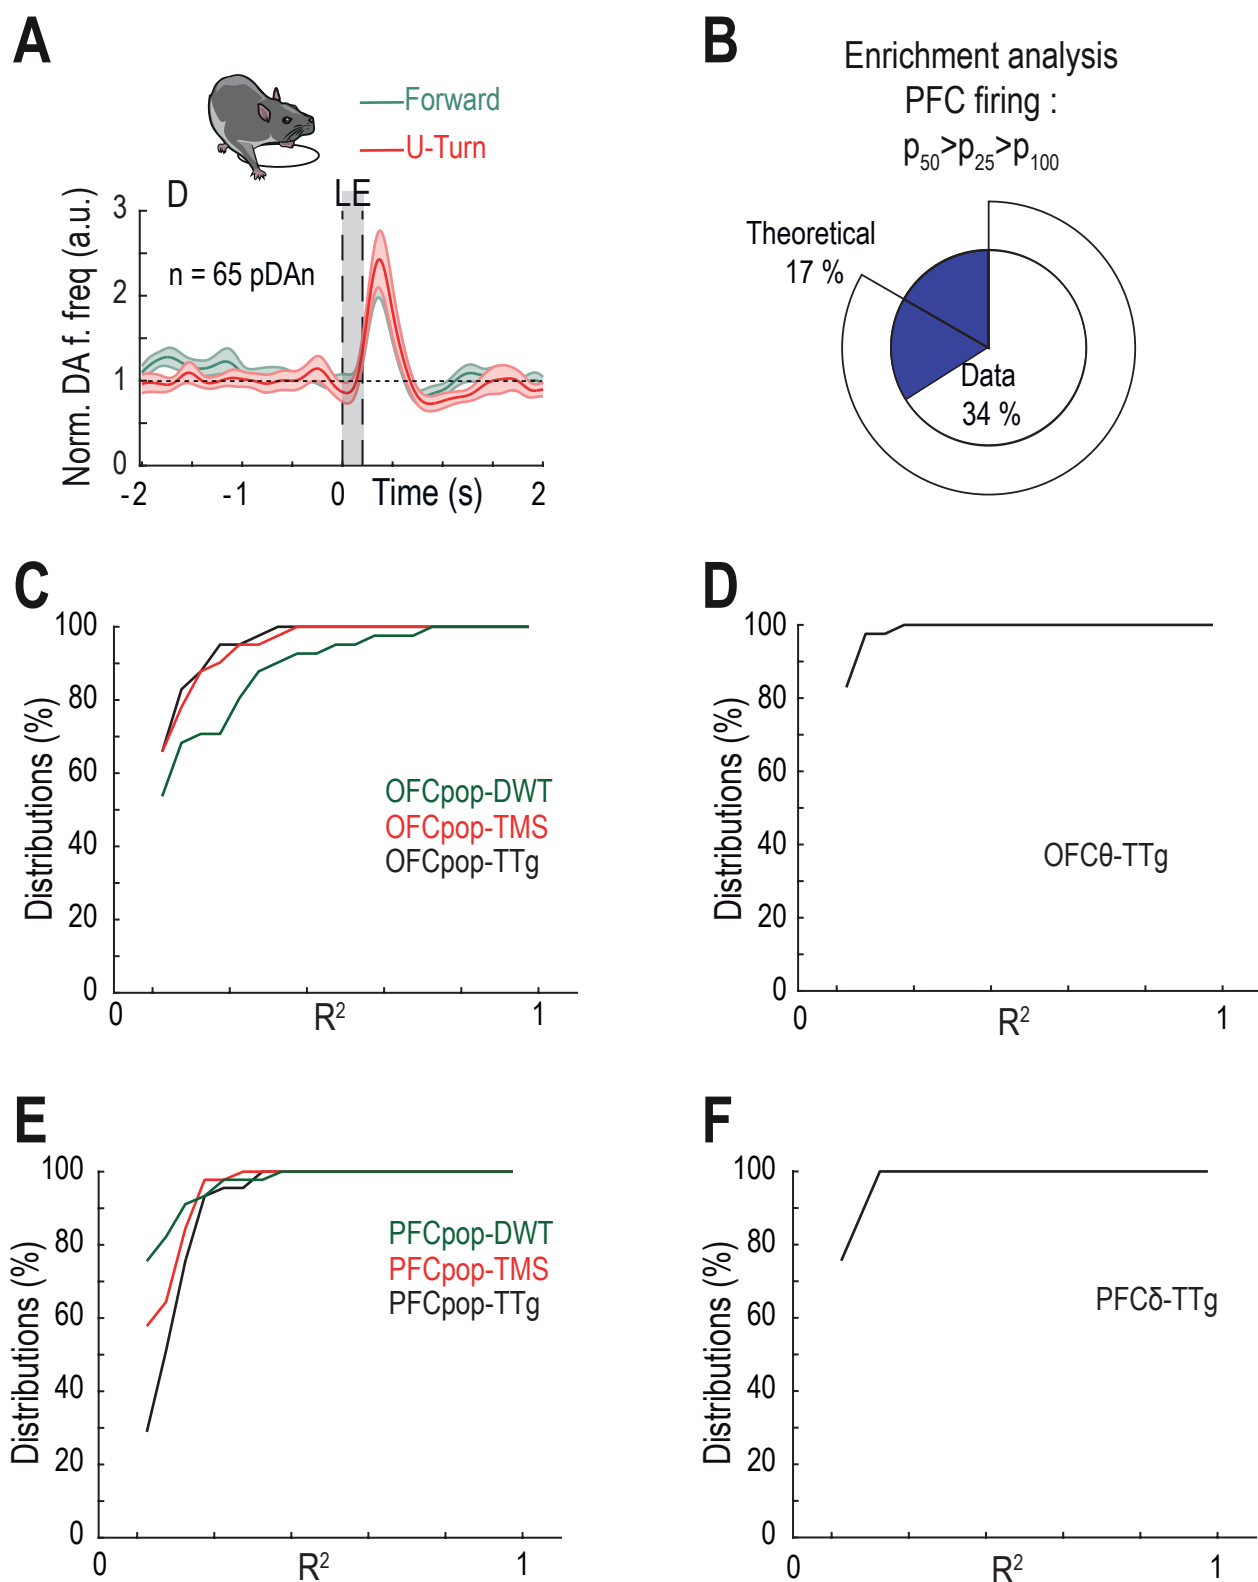 A
Forward
U-Turn
D
LE
n = 65 pDAn
Norm. DA f. freq (a.u.)
3
2
1
0
-2
-1
0
Time (s)
2
B
Enrichment analysis
PFC firing :
p50>p25>p100
Theoretical
17 %
Data
34 %
C
Distributions (%)
100
80
60
40
20
0
OFCpop-DWT
OFCpop-TMS
OFCpop-TTg
0
R²
1
D
Distributions (%)
100
80
60
40
20
0
OFCθ-TTg
0
R²
1
E
Distributions (%)
100
80
60
40
20
0
PFCpop-DWT
PFCpop-TMS
PFCpop-TTg
0
R²
1
F
Distributions (%)
100
80
60
40
20
0
PFCδ-TTg
0
R²
1